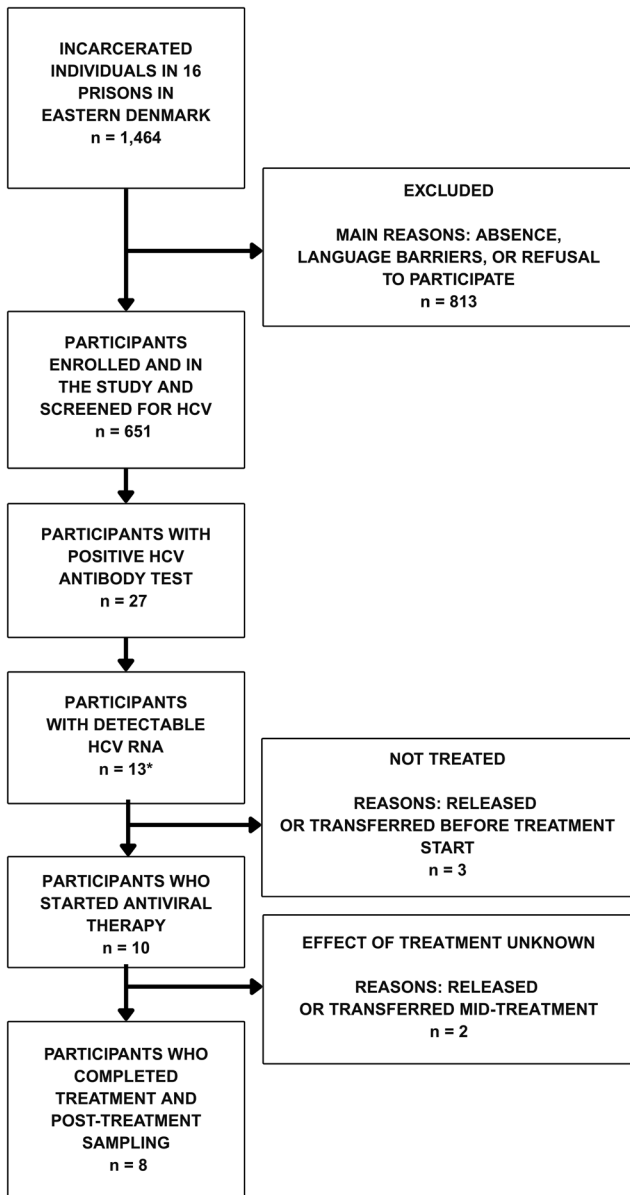 INCARCERATED
INDIVIDUALS IN 16
PRISONS IN
EASTERN DENMARK
n = 1,464
EXCLUDED
MAIN REASONS: ABSENCE,
LANGUAGE BARRIERS, OR REFUSAL
TO PARTICIPATE
n = 813
PARTICIPANTS
ENROLLED AND IN
THE STUDY AND
SCREENED FOR HCV
n = 651
PARTICIPANTS WITH
POSITIVE HCV
ANTIBODY TEST
n = 27
PARTICIPANTS
WITH DETECTABLE
HCV RNA
n = 13*
NOT TREATED
REASONS: RELEASED
OR TRANSFERRED BEFORE TREATMENT
START
n = 3
PARTICIPANTS WHO
STARTED ANTIVIRAL
THERAPY
n = 10
EFFECT OF TREATMENT UNKNOWN
REASONS: RELEASED
OR TRANSFERRED MID-TREATMENT
n = 2
PARTICIPANTS WHO
COMPLETED
TREATMENT AND
POST-TREATMENT
SAMPLING
n = 8